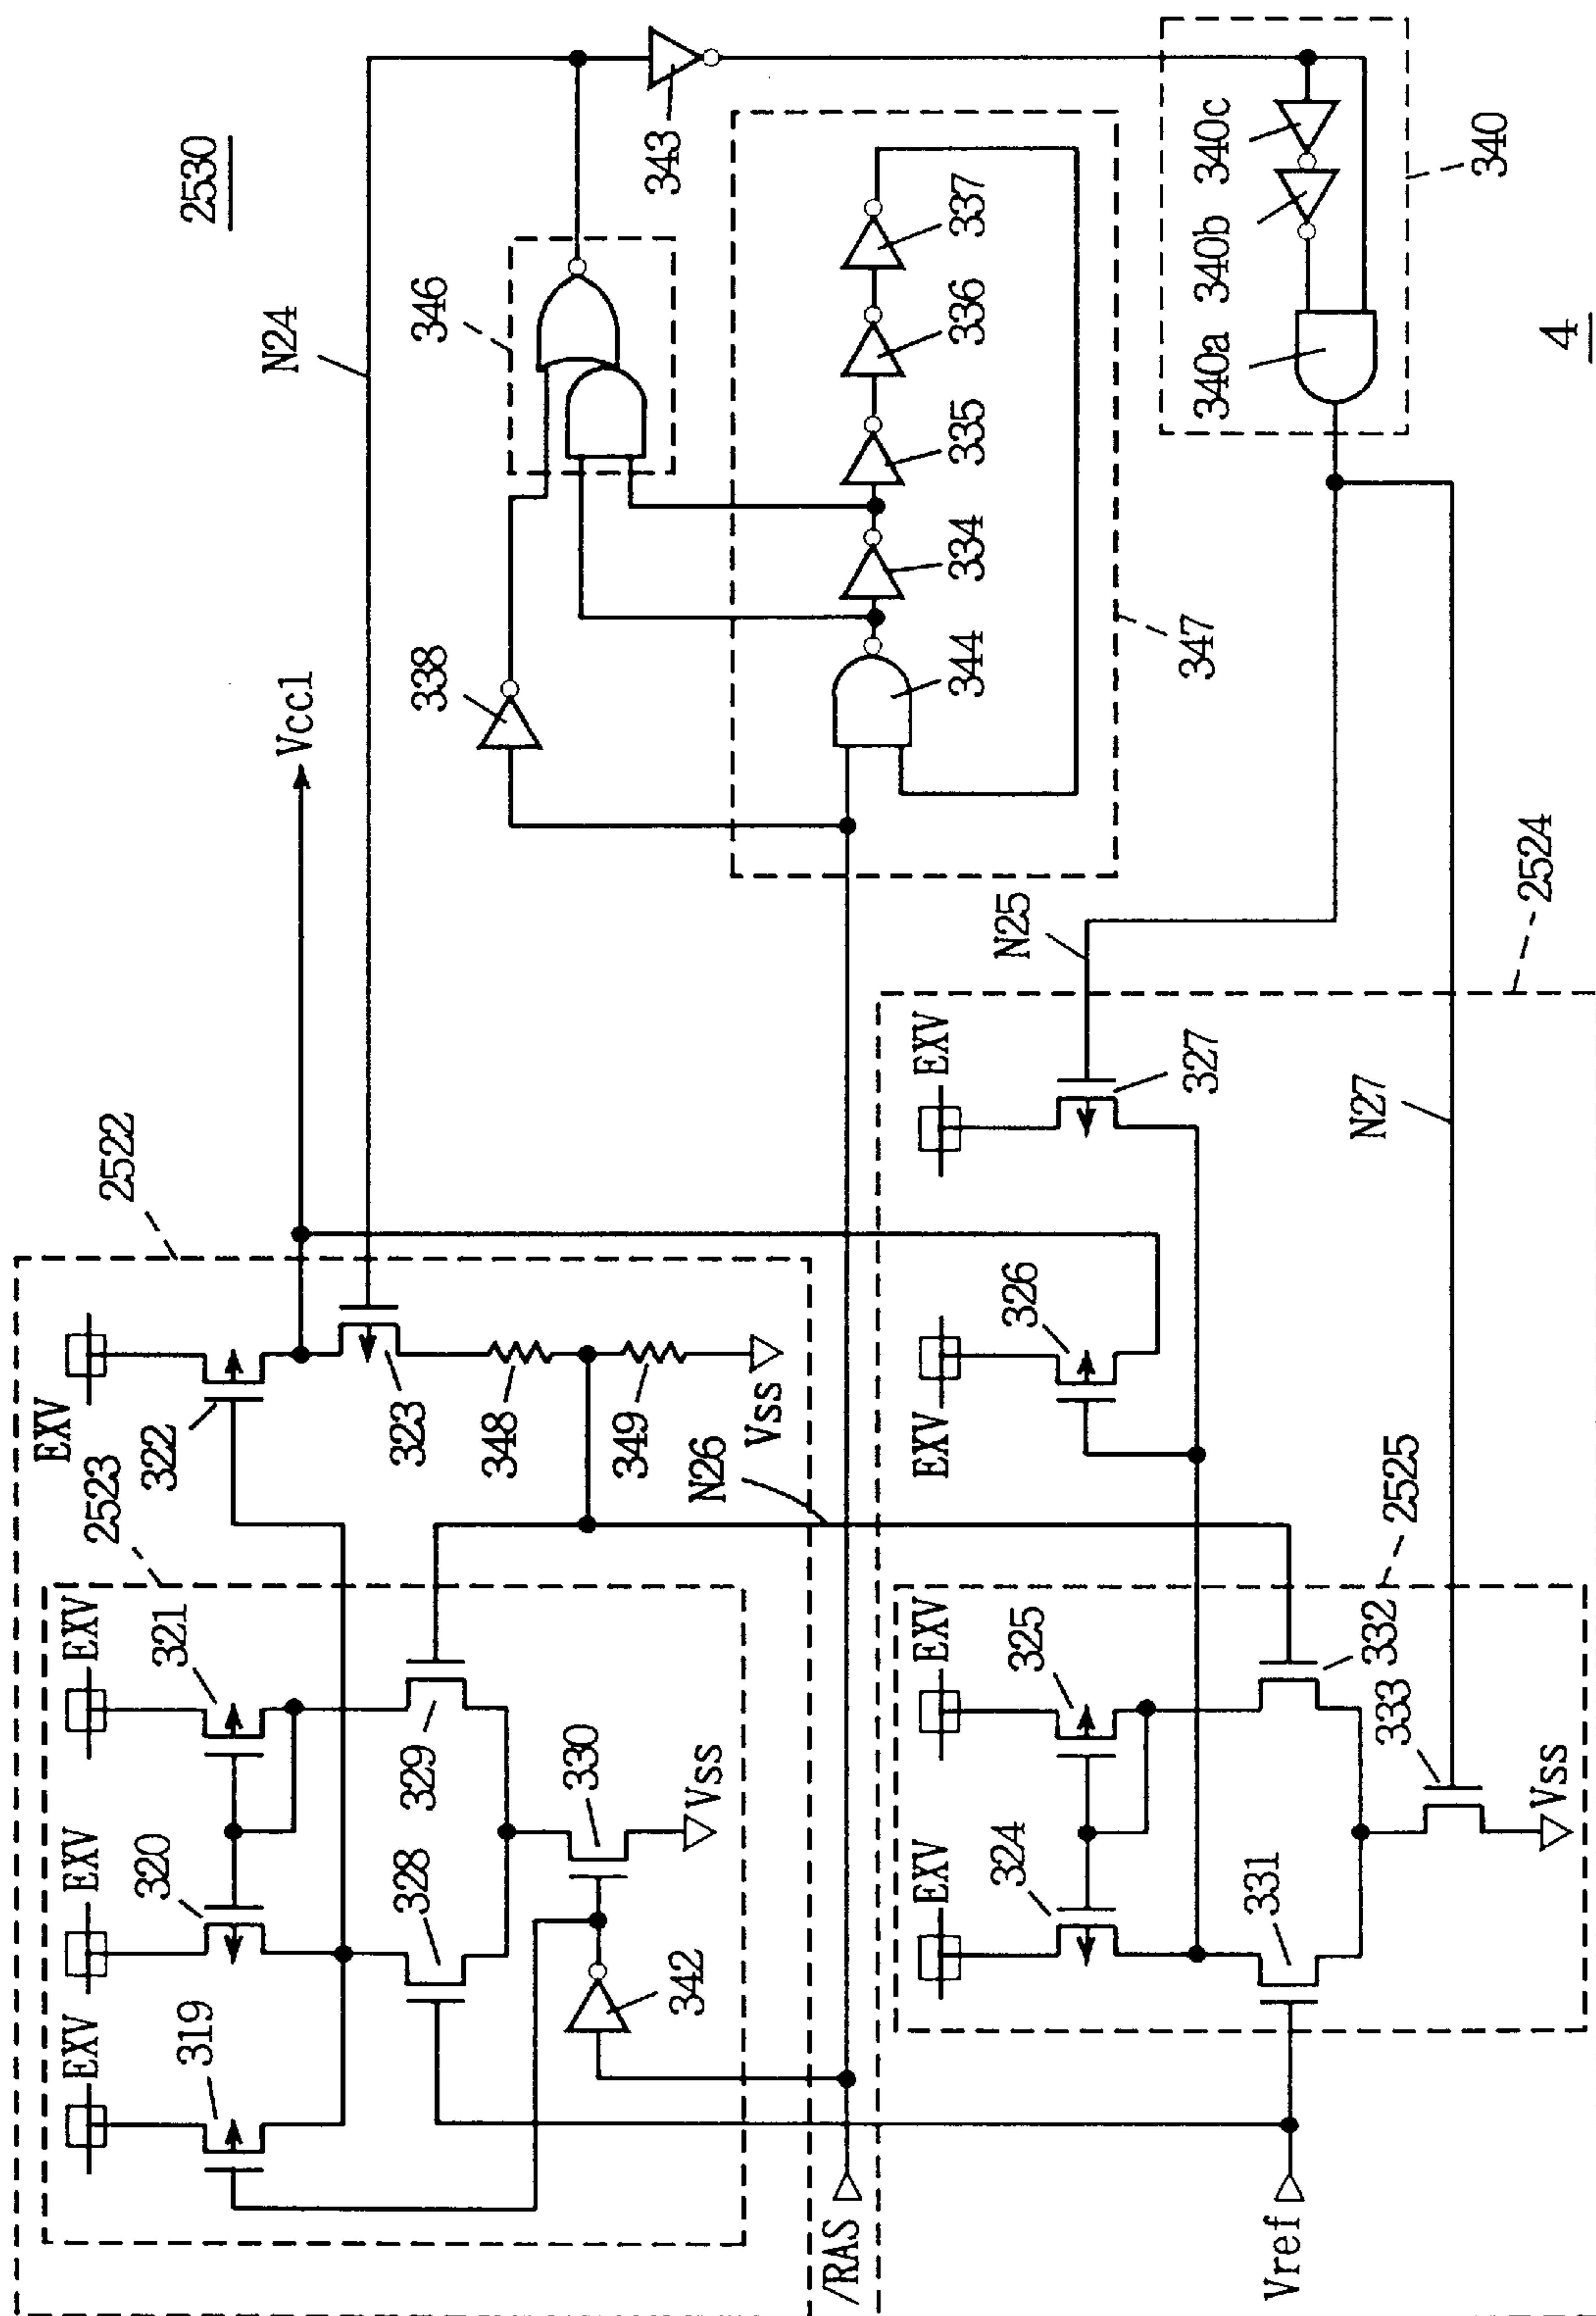 2530
N24
343
346
338
337
336
335
334
344
347
340a 340b 340c
340
4
Vcc1
2522
2523
EXV
322
323
348
349
Vss
N26
EXV
EXV
EXV
319
320
321
328
329
330
342
Vss
/RAS
N25
2524
EXV
EXV
326
327
N27
2525
EXV
EXV
324
325
331
332
333
Vss
Vref